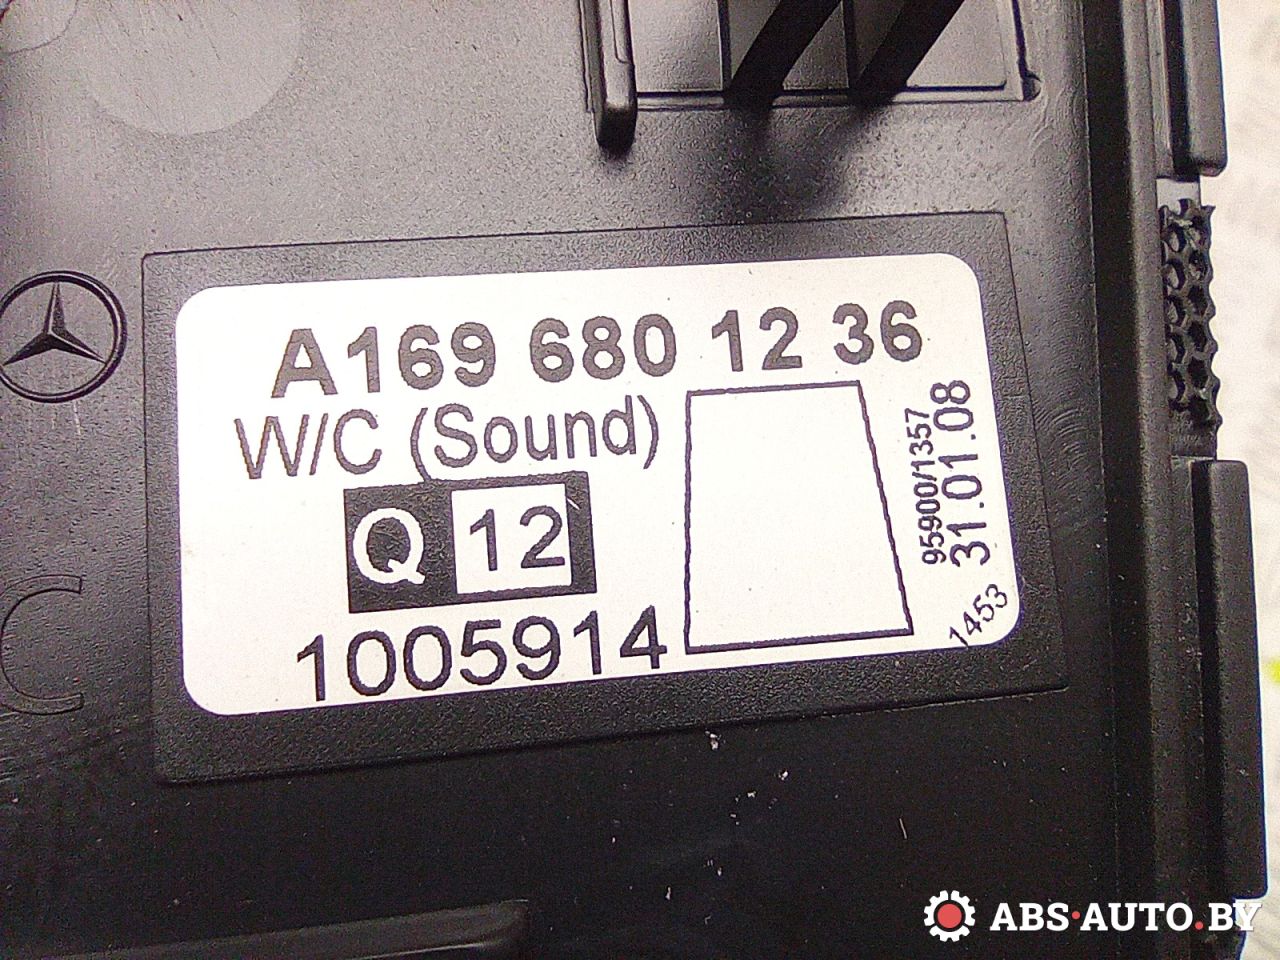 A169 680 12 36
W/C (Sound)
Q 12
1005914
95900/1357
31.01.08
1453
C
ABS·AUTO.BY